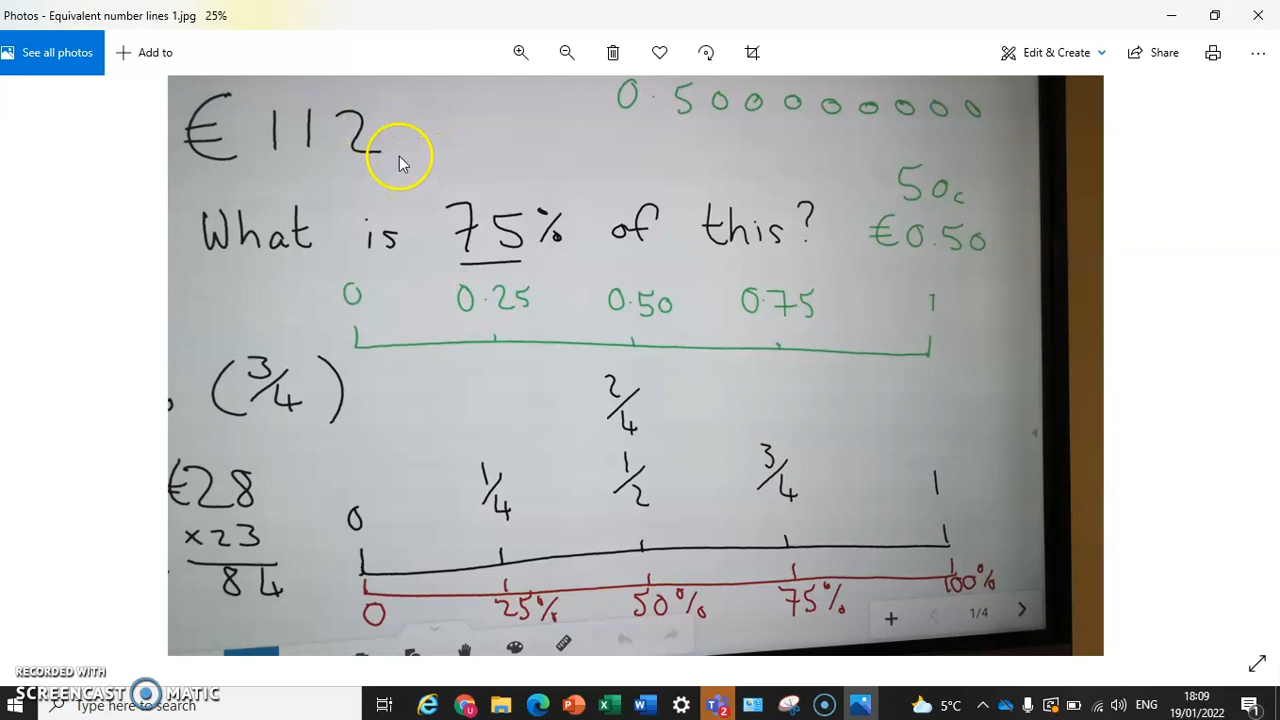 Photos - Equivalent number lines 1.jpg 25%
See all photos
Add to
Edit & Create
Share
€112
0.5000000000
50c
What is 75% of this?
€0.50
0 0.25 0.50 0.75 1
(3/4)
2/4
1/4 1/2 3/4 1
€28
0
x23
84
0 25% 50% 75% 100%
1/4
RECORDED WITH
SCREENCAST MATIC
Type here to search
5°C
ENG
18:09
19/01/2022